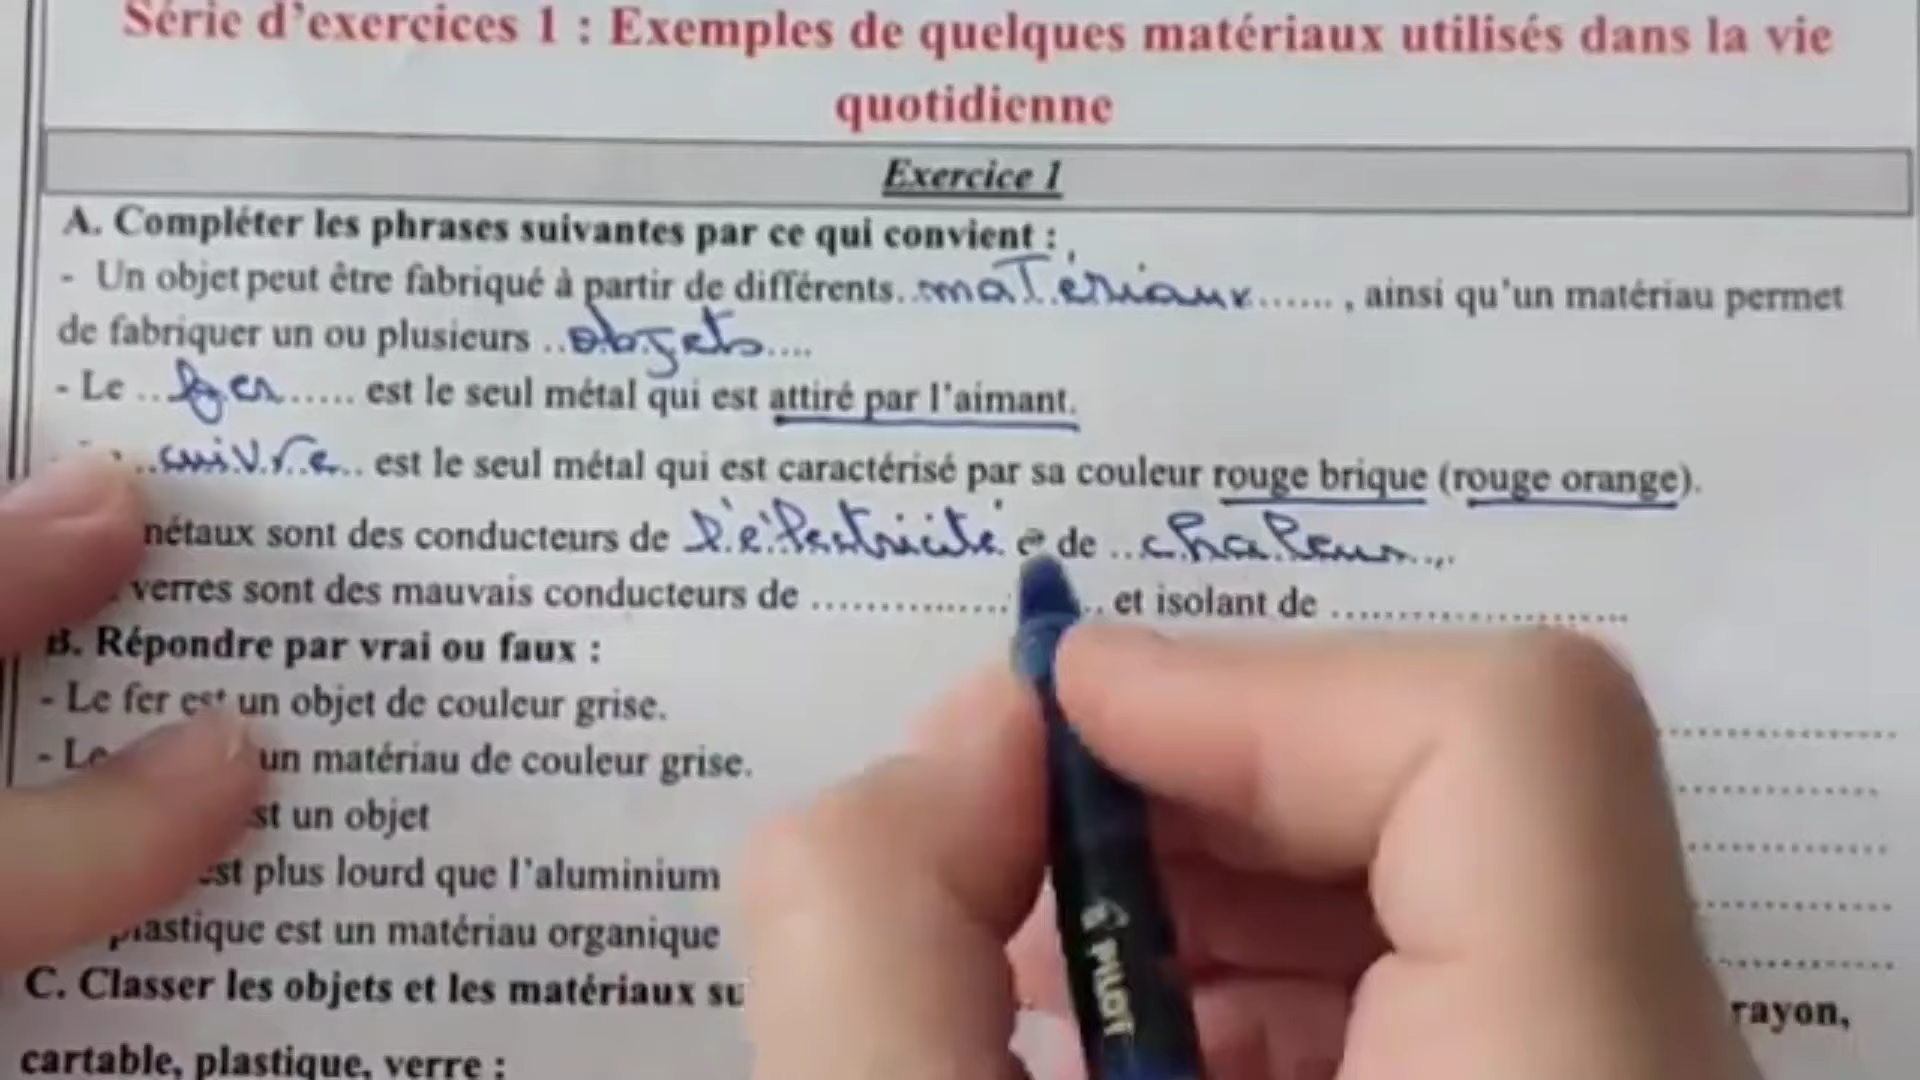 Série d'exercices 1 : Exemples de quelques matériaux utilisés dans la vie
quotidienne
Exercice 1
A. Compléter les phrases suivantes par ce qui convient :
- Un objet peut être fabriqué à partir de différents..matériaux......, ainsi qu'un matériau permet
de fabriquer un ou plusieurs ..objets....
- Le ..fer..... est le seul métal qui est attiré par l'aimant.
..cuivre.. est le seul métal qui est caractérisé par sa couleur rouge brique (rouge orange).
métaux sont des conducteurs de l'électricité et de ..chaleur....
verres sont des mauvais conducteurs de .................. et isolant de ......................
B. Répondre par vrai ou faux :
- Le fer est un objet de couleur grise.
- Le un matériau de couleur grise.
st un objet
est plus lourd que l'aluminium
plastique est un matériau organique
C. Classer les objets et les matériaux su rayon,
cartable, plastique, verre :
PILOT